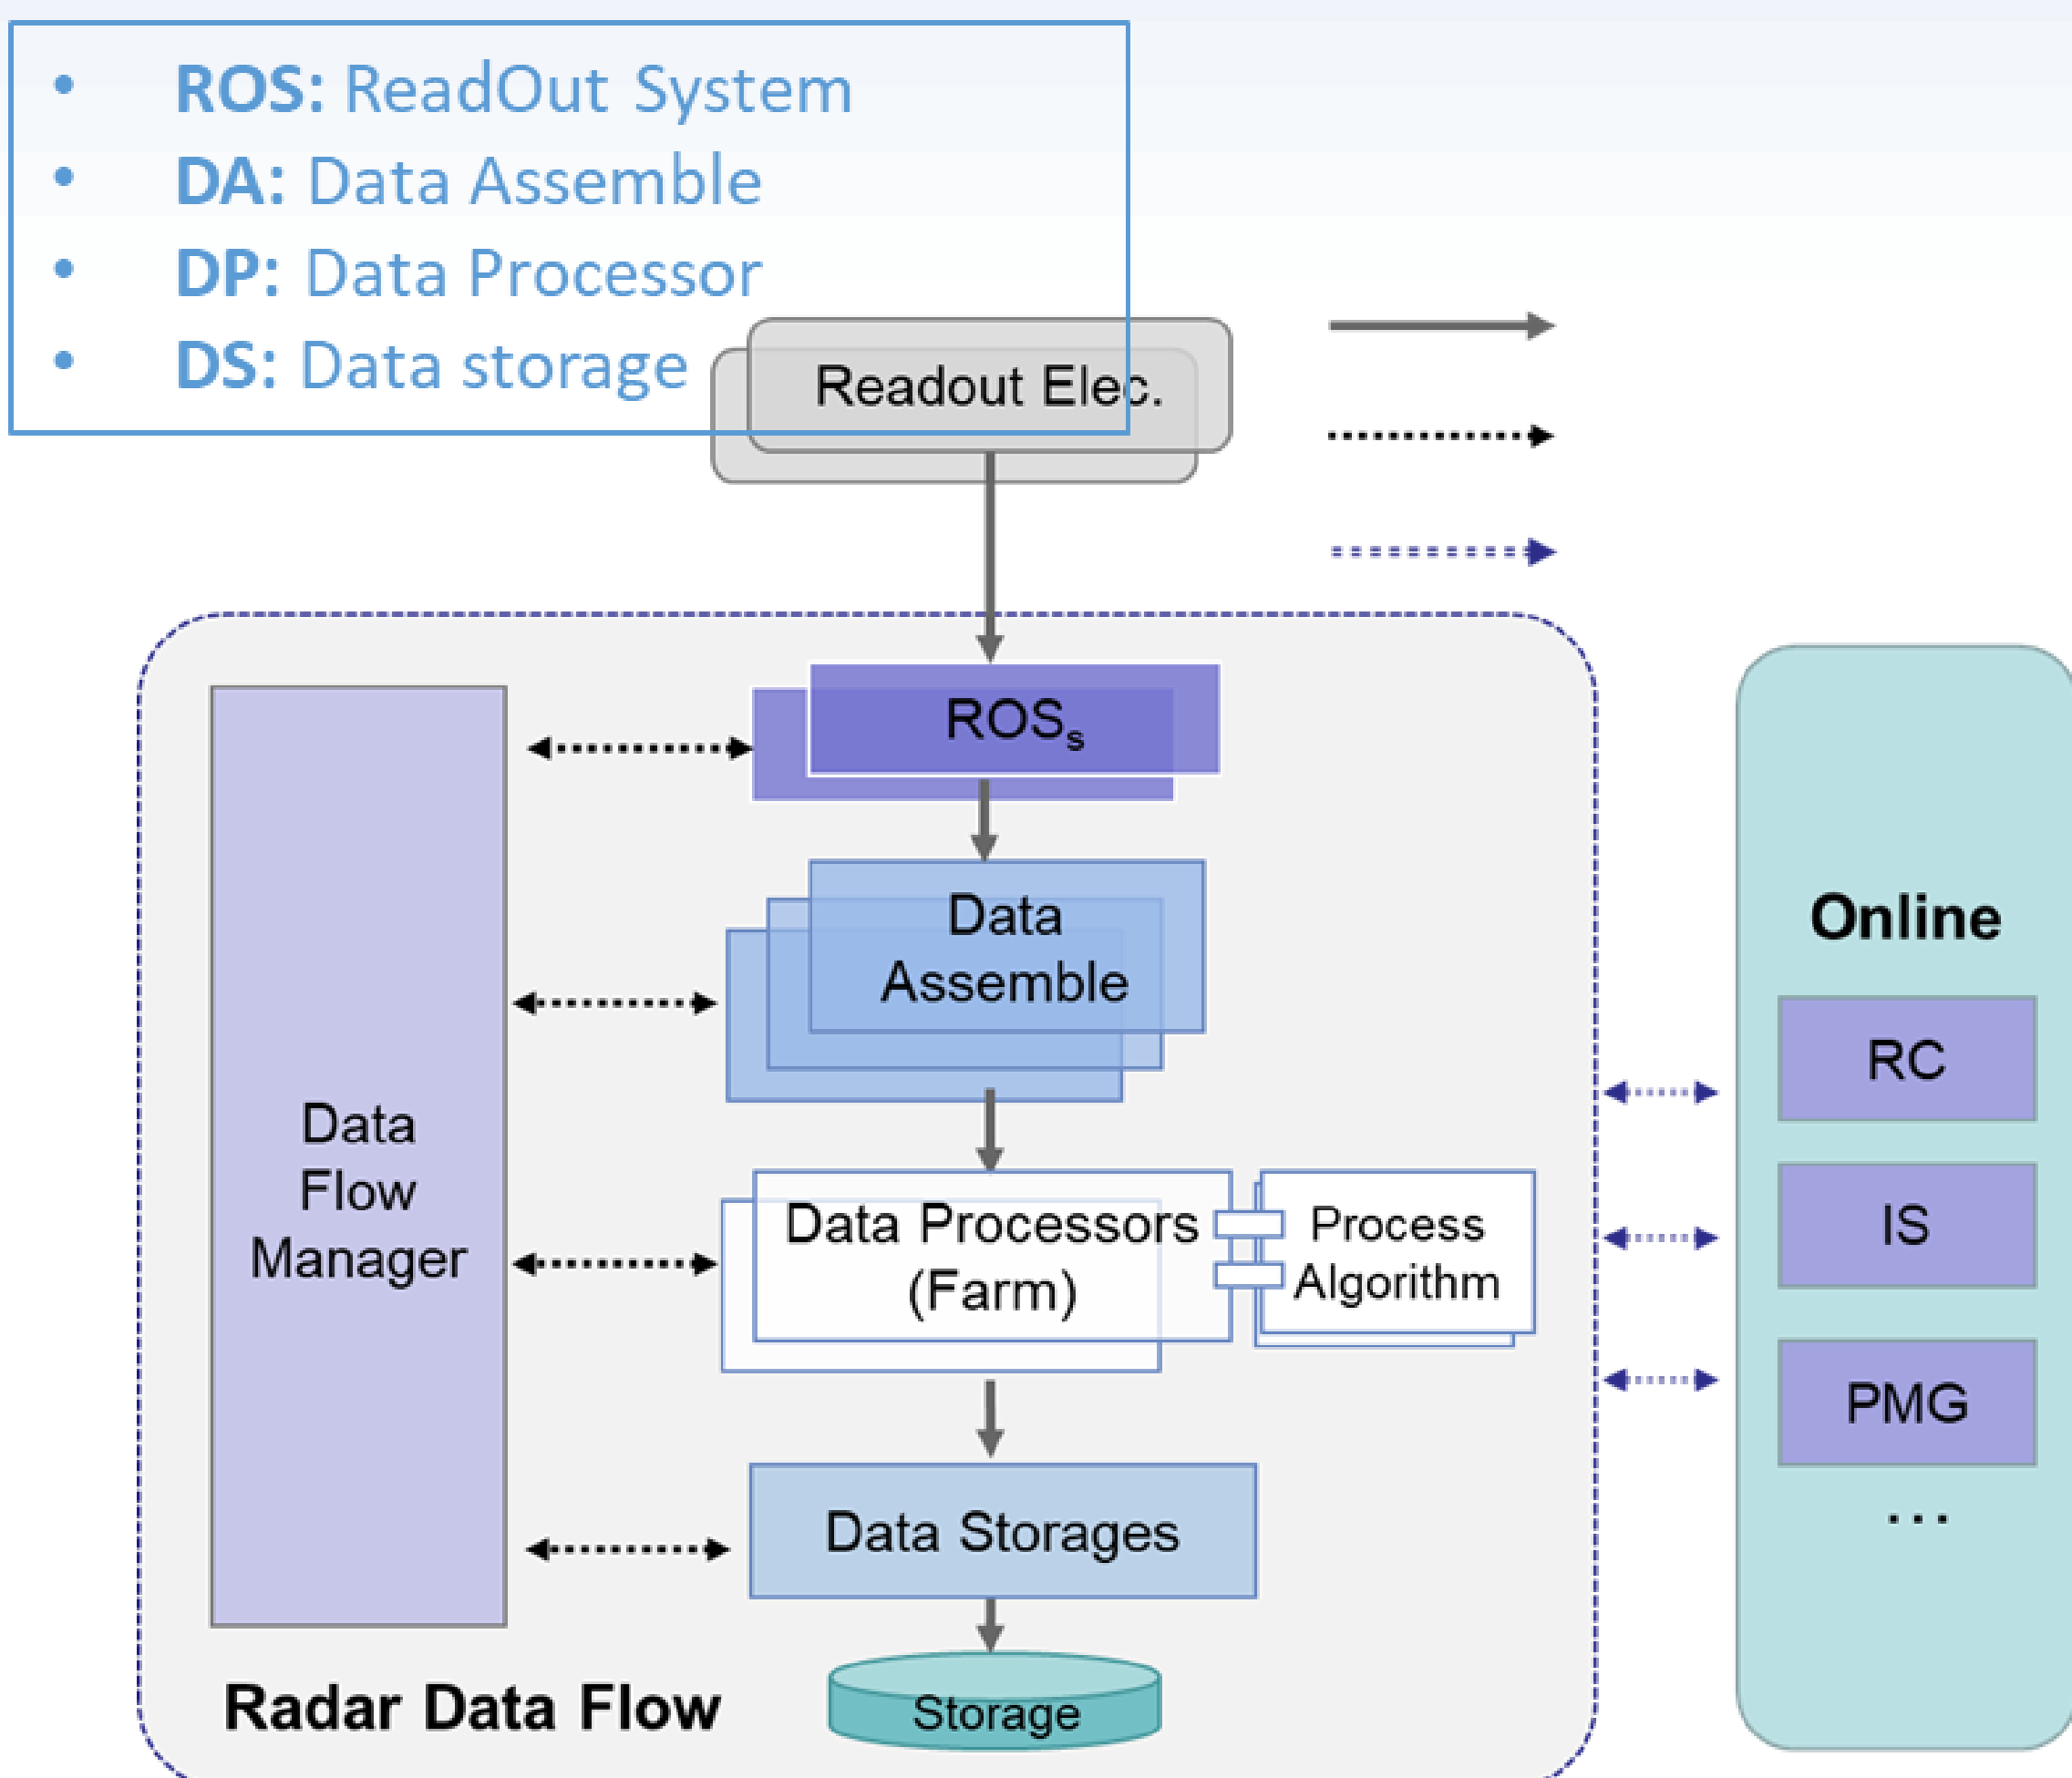 • ROS: ReadOut System
• DA: Data Assemble
• DP: Data Processor
• DS: Data storage
Readout Elec.
ROSs
Data
Assemble
Data
Flow
Manager
Data Processors
(Farm)
Process
Algorithm
Data Storages
Storage
Radar Data Flow
Online
RC
IS
PMG
...